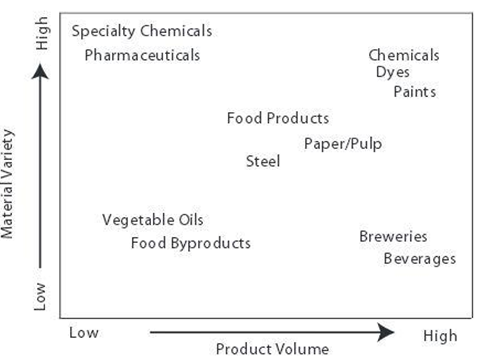 High
Specialty Chemicals
Pharmaceuticals
Chemicals
Dyes
Paints
Food Products
Paper/Pulp
Steel
Material Variety
Vegetable Oils
Food Byproducts
Breweries
Beverages
Low
Low
High
Product Volume